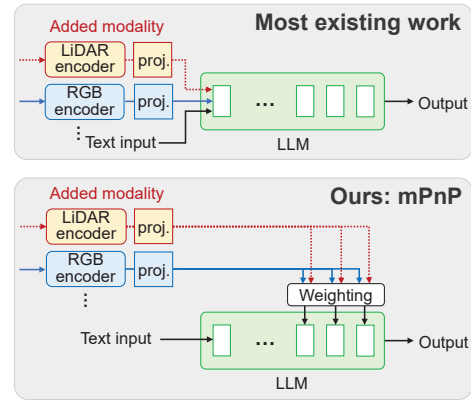 Most existing work
Added modality
LiDAR
encoder
proj.
RGB
encoder
proj.
...
Text input
...
LLM
Output
Ours: mPnP
Added modality
LiDAR
encoder
proj.
RGB
encoder
proj.
...
Weighting
Text input
...
Output
LLM